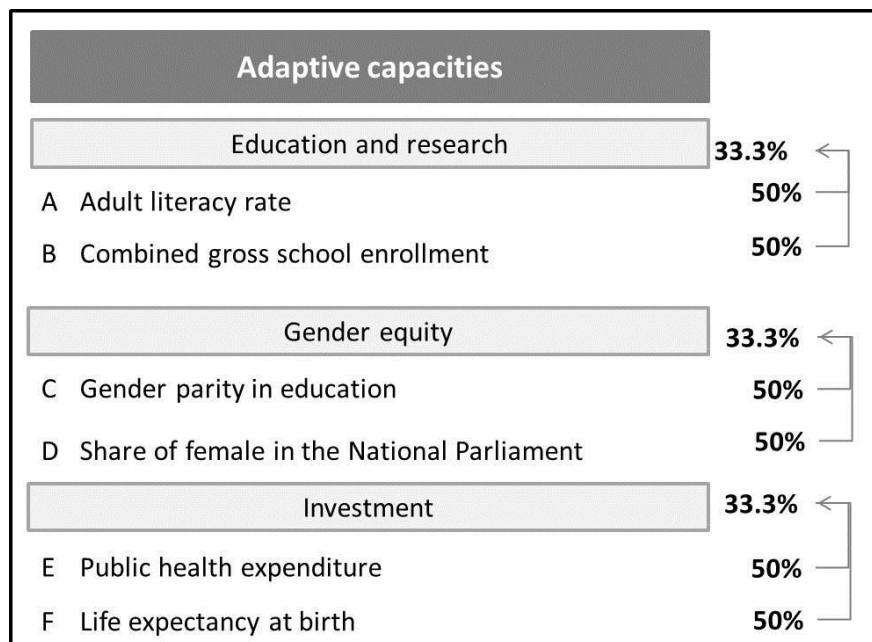 Adaptive capacities
Education and research 33.3%
A Adult literacy rate 50%
B Combined gross school enrollment 50%
Gender equity 33.3%
C Gender parity in education 50%
D Share of female in the National Parliament 50%
Investment 33.3%
E Public health expenditure 50%
F Life expectancy at birth 50%